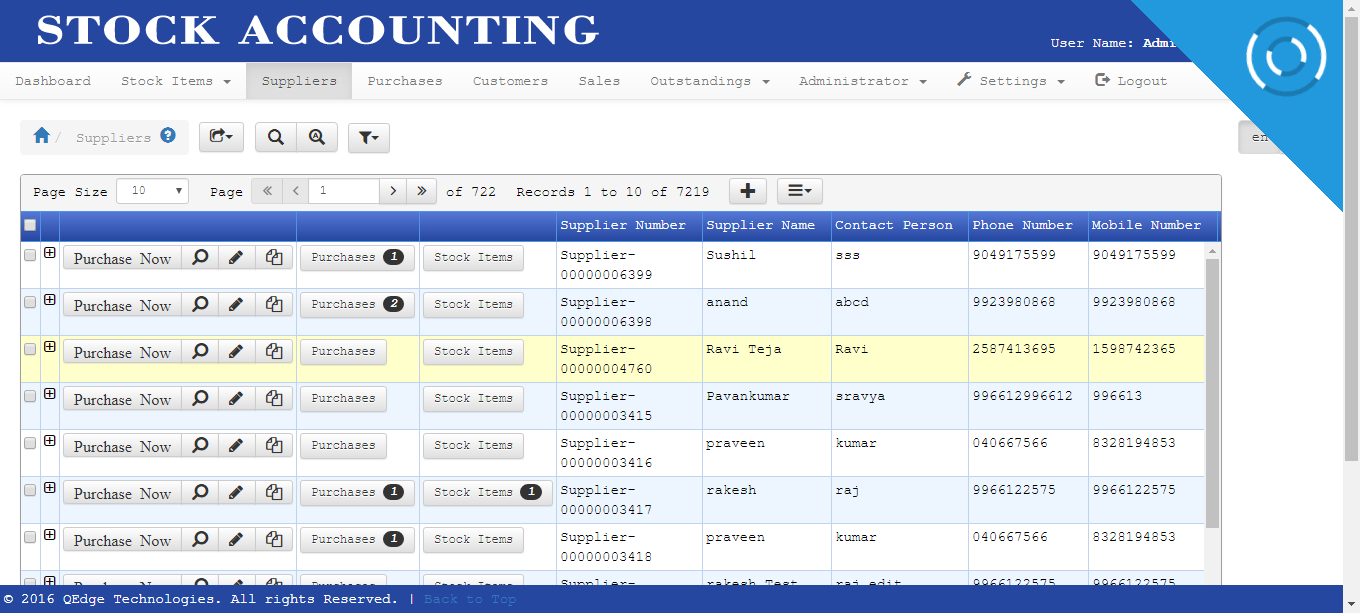 STOCK ACCOUNTING
User Name: Admi
Dashboard Stock Items Suppliers Purchases Customers Sales Outstandings Administrator Settings Logout
/ Suppliers ?
en
Page Size 10 Page 1 of 722 Records 1 to 10 of 7219
Supplier Number Supplier Name Contact Person Phone Number Mobile Number
Purchase Now Purchases 1 Stock Items Supplier- Sushil sss 9049175599 9049175599
00000006399
Purchase Now Purchases 2 Stock Items Supplier- anand abcd 9923980868 9923980868
00000006398
Purchase Now Purchases Stock Items Supplier- Ravi Teja Ravi 2587413695 1598742365
00000004760
Purchase Now Purchases Stock Items Supplier- Pavankumar sravya 996612996612 996613
00000003415
Purchase Now Purchases Stock Items Supplier- praveen kumar 040667566 8328194853
00000003416
Purchase Now Purchases 1 Stock Items 1 Supplier- rakesh raj 9966122575 9966122575
00000003417
Purchase Now Purchases 1 Stock Items Supplier- praveen kumar 040667566 8328194853
00000003418
Purchase Now Purchases Stock Items Supplier- rakesh Test raj edit 9966122575 9966122575
© 2016 QEdge Technologies. All rights Reserved. | Back to Top